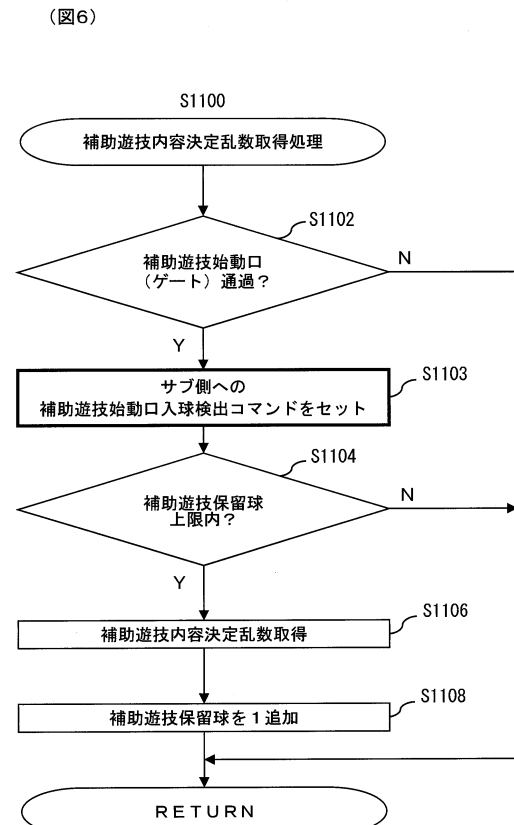 （図6）
S1100
補助遊技内容決定乱数取得処理
S1102
補助遊技始動口
（ゲート）通過？
N
Y
S1103
サブ側への
補助遊技始動口入球検出コマンドをセット
S1104
補助遊技保留球
上限内？
N
Y
S1106
補助遊技内容決定乱数取得
S1108
補助遊技保留球を１追加
RETURN